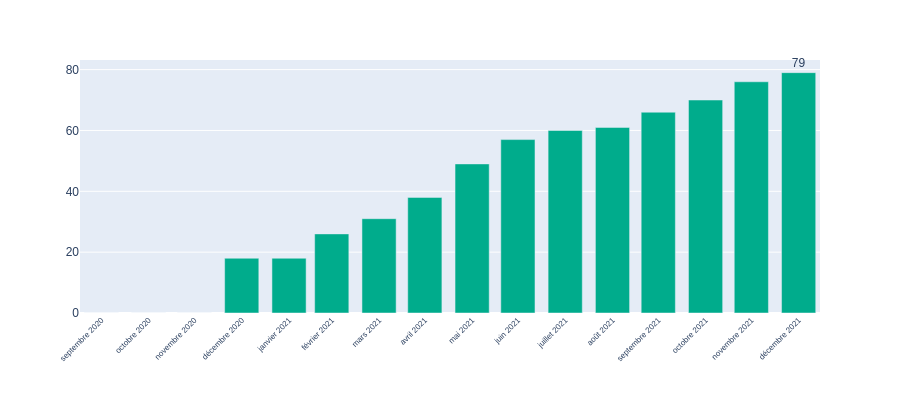 79
80
60
40
20
0
septembre 2020
octobre 2020
novembre 2020
décembre 2020
janvier 2021
février 2021
mars 2021
avril 2021
mai 2021
juin 2021
juillet 2021
août 2021
septembre 2021
octobre 2021
novembre 2021
décembre 2021